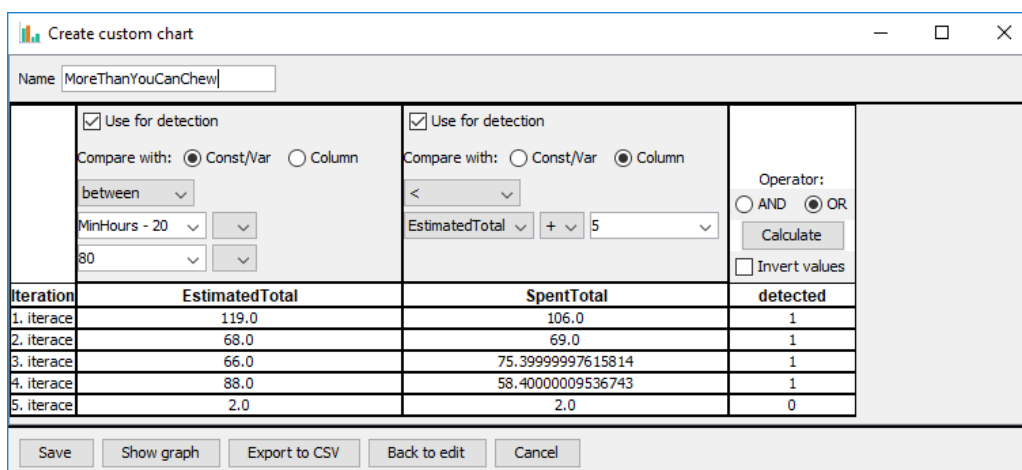 Create custom chart
Name MoreThanYouCanChew
Use for detection Use for detection
Compare with: Const/Var Column Compare with: Const/Var Column
Operator:
between <
AND OR
MinHours - 20 EstimatedTotal + 5
Calculate
80
Invert values
Iteration EstimatedTotal SpentTotal detected
1. iterace 119.0 106.0 1
2. iterace 68.0 69.0 1
3. iterace 66.0 75.39999997615814 1
4. iterace 88.0 58.40000009536743 1
5. iterace 2.0 2.0 0
Save Show graph Export to CSV Back to edit Cancel